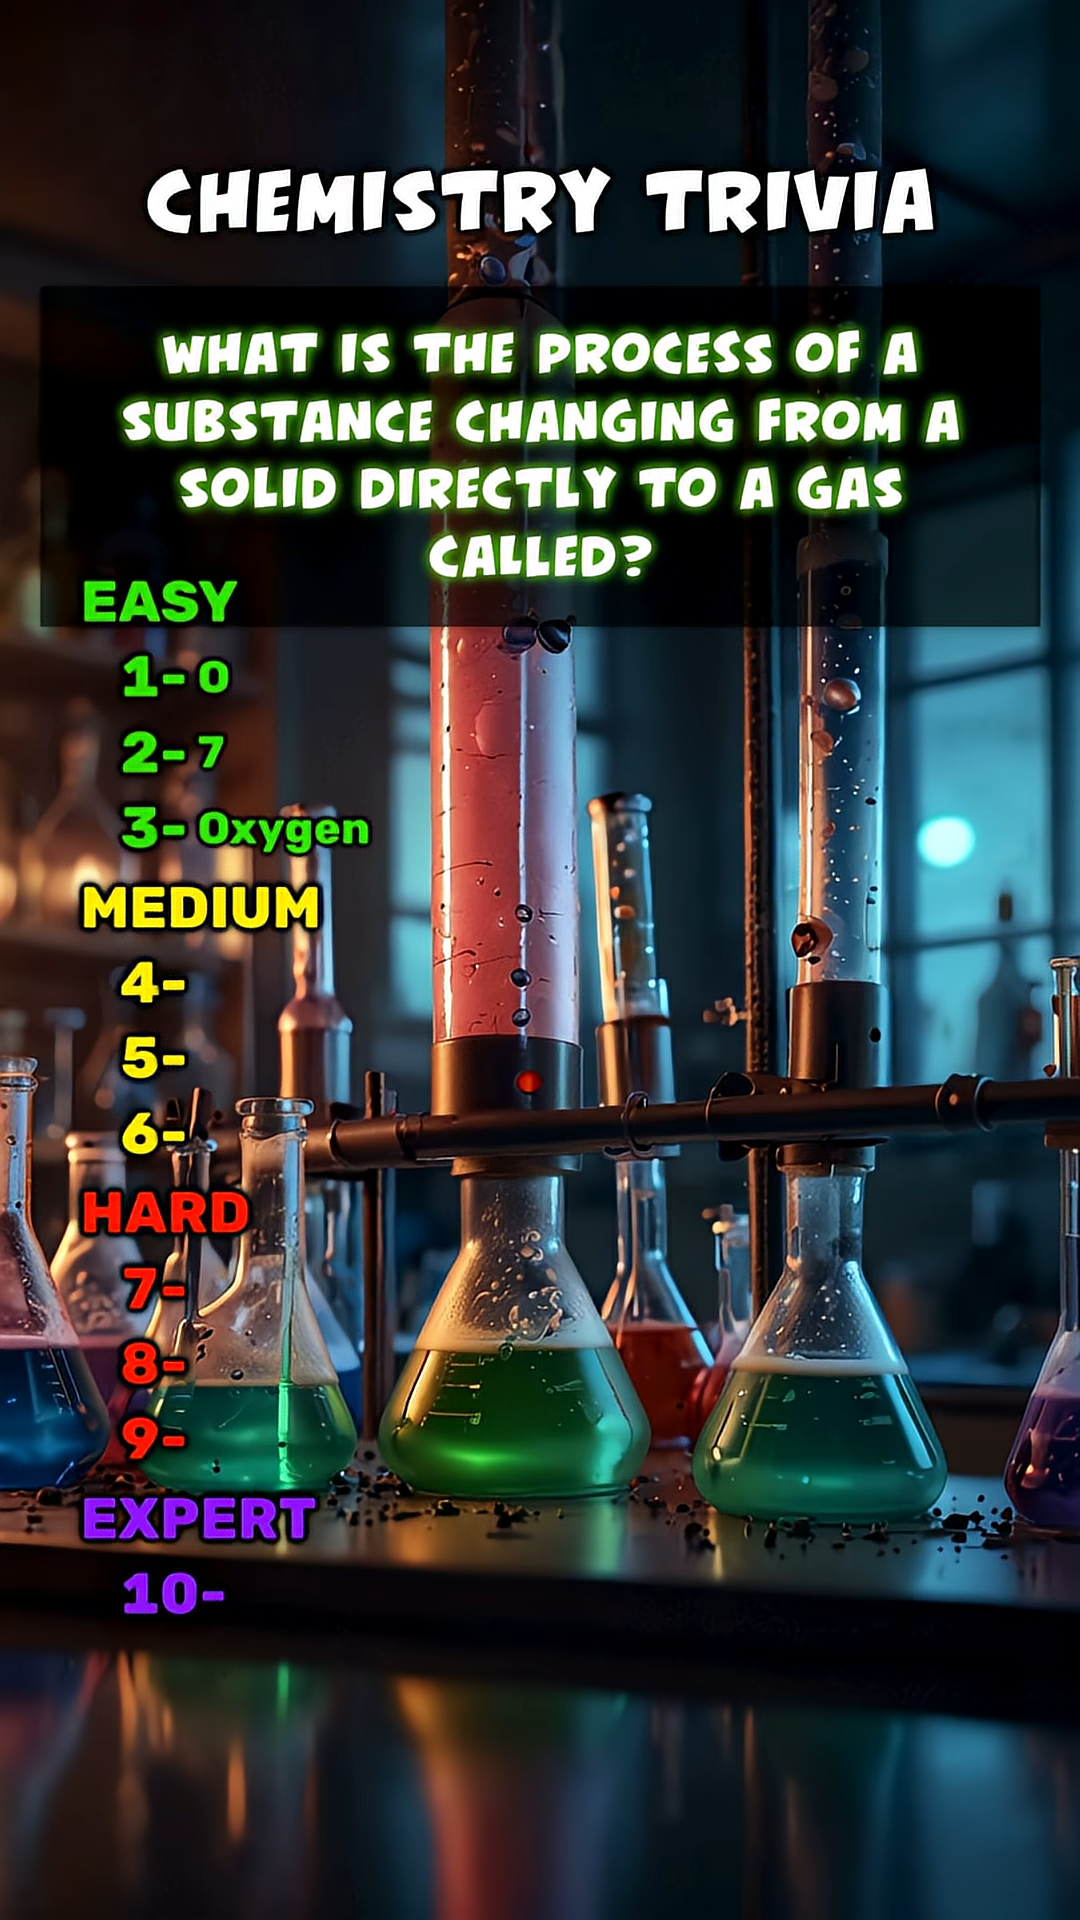 CHEMISTRY TRIVIA
WHAT IS THE PROCESS OF A
SUBSTANCE CHANGING FROM A
SOLID DIRECTLY TO A GAS
CALLED?
EASY
1- 0
2- 7
3- Oxygen
MEDIUM
4-
5-
6-
HARD
7-
8-
9-
EXPERT
10-